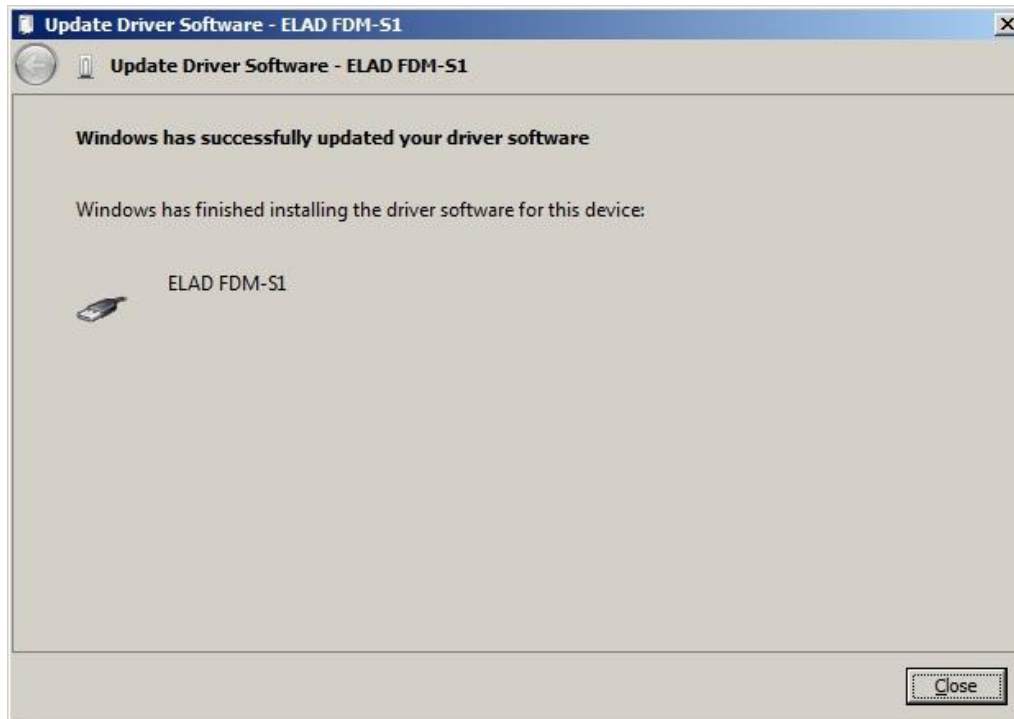 Update Driver Software - ELAD FDM-S1
Update Driver Software - ELAD FDM-S1
Windows has successfully updated your driver software
Windows has finished installing the driver software for this device:
ELAD FDM-S1
Close